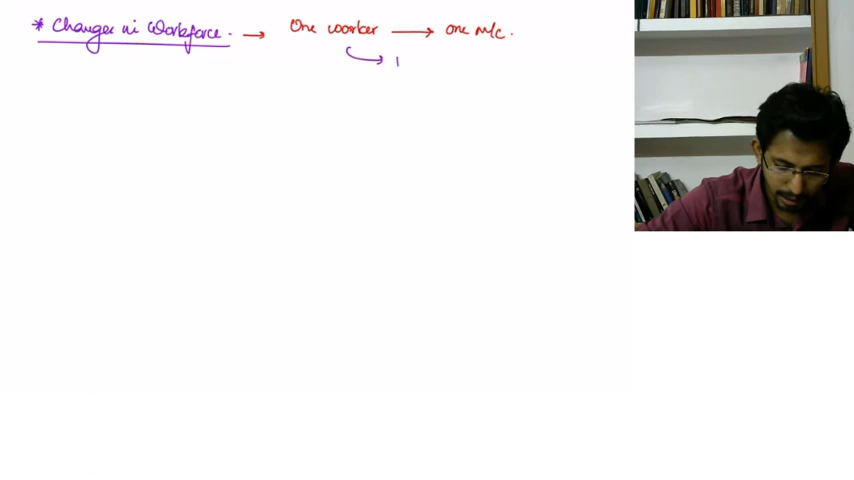 * Changes in Workforce. → One worker → one M/c.